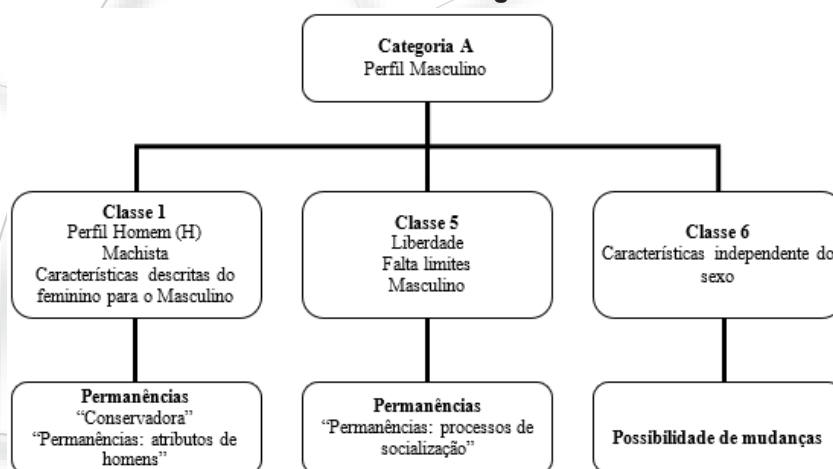 Categoria A
Perfil Masculino
Classe 1
Perfil Homem (H)
Machista
Características descritas do
feminino para o Masculino
Classe 5
Liberdade
Falta limites
Masculino
Classe 6
Características independente do
sexo
Permanências
“Conservadora”
“Permanências: atributos de
homens”
Permanências
“Permanências: processos de
socialização”
Possibilidade de mudanças